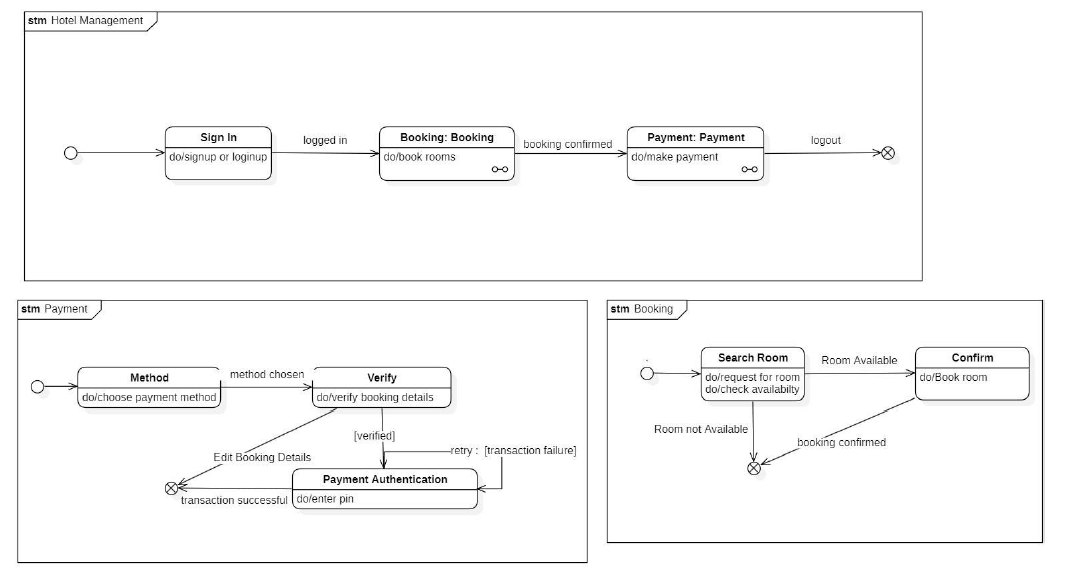 stm Hotel Management
Sign In
do/signup or loginup
logged in
Booking: Booking
do/book rooms
booking confirmed
Payment: Payment
do/make payment
logout
stm Payment
Method
do/choose payment method
method chosen
Verify
do/verify booking details
[verified]
retry : [transaction failure]
Edit Booking Details
Payment Authentication
do/enter pin
transaction successful
stm Booking
Search Room
do/request for room
do/check availabilty
Room Available
Confirm
do/Book room
Room not Available
booking confirmed